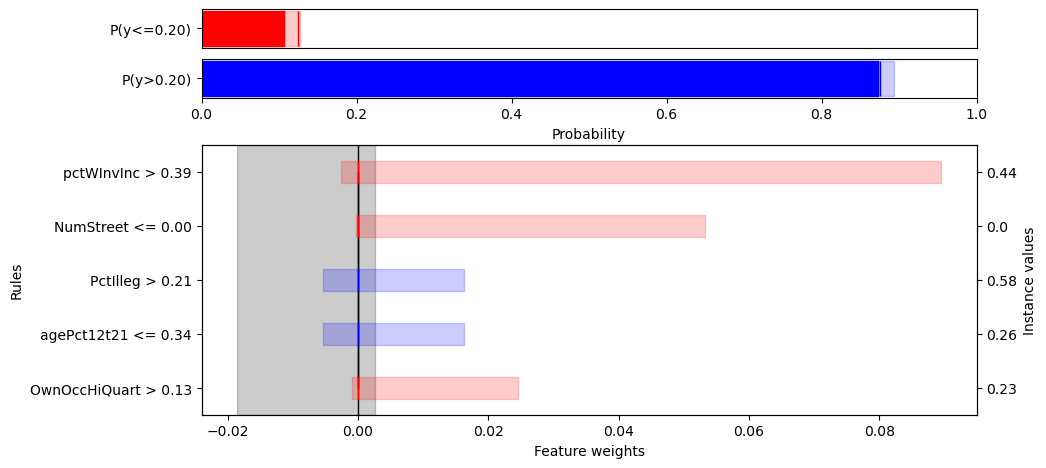 P(y<=0.20)
P(y>0.20)
0.0 0.2 0.4 0.6 0.8 1.0
Probability
Rules
pctWInvInc > 0.39 0.44
NumStreet <= 0.00 0.0
PctIlleg > 0.21 0.58
agePct12t21 <= 0.34 0.26
OwnOccHiQuart > 0.13 0.23
Instance values
−0.02 0.00 0.02 0.04 0.06 0.08
Feature weights